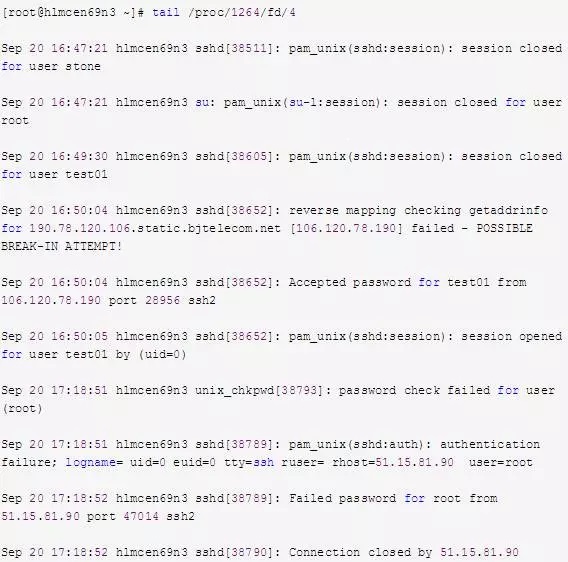 [root@hlmcen69n3 ~]# tail /proc/1264/fd/4
Sep 20 16:47:21 hlmcen69n3 sshd[38511]: pam_unix(sshd:session): session closed
for user stone
Sep 20 16:47:21 hlmcen69n3 su: pam_unix(su-l:session): session closed for user
root
Sep 20 16:49:30 hlmcen69n3 sshd[38605]: pam_unix(sshd:session): session closed
for user test01
Sep 20 16:50:04 hlmcen69n3 sshd[38652]: reverse mapping checking getaddrinfo
for 190.78.120.106.static.bjtelecom.net [106.120.78.190] failed - POSSIBLE
BREAK-IN ATTEMPT!
Sep 20 16:50:04 hlmcen69n3 sshd[38652]: Accepted password for test01 from
106.120.78.190 port 28956 ssh2
Sep 20 16:50:05 hlmcen69n3 sshd[38652]: pam_unix(sshd:session): session opened
for user test01 by (uid=0)
Sep 20 17:18:51 hlmcen69n3 unix_chkpwd[38793]: password check failed for user
(root)
Sep 20 17:18:51 hlmcen69n3 sshd[38789]: pam_unix(sshd:auth): authentication
failure; logname= uid=0 euid=0 tty=ssh ruser= rhost=51.15.81.90  user=root
Sep 20 17:18:52 hlmcen69n3 sshd[38789]: Failed password for root from
51.15.81.90 port 47014 ssh2
Sep 20 17:18:52 hlmcen69n3 sshd[38790]: Connection closed by 51.15.81.90